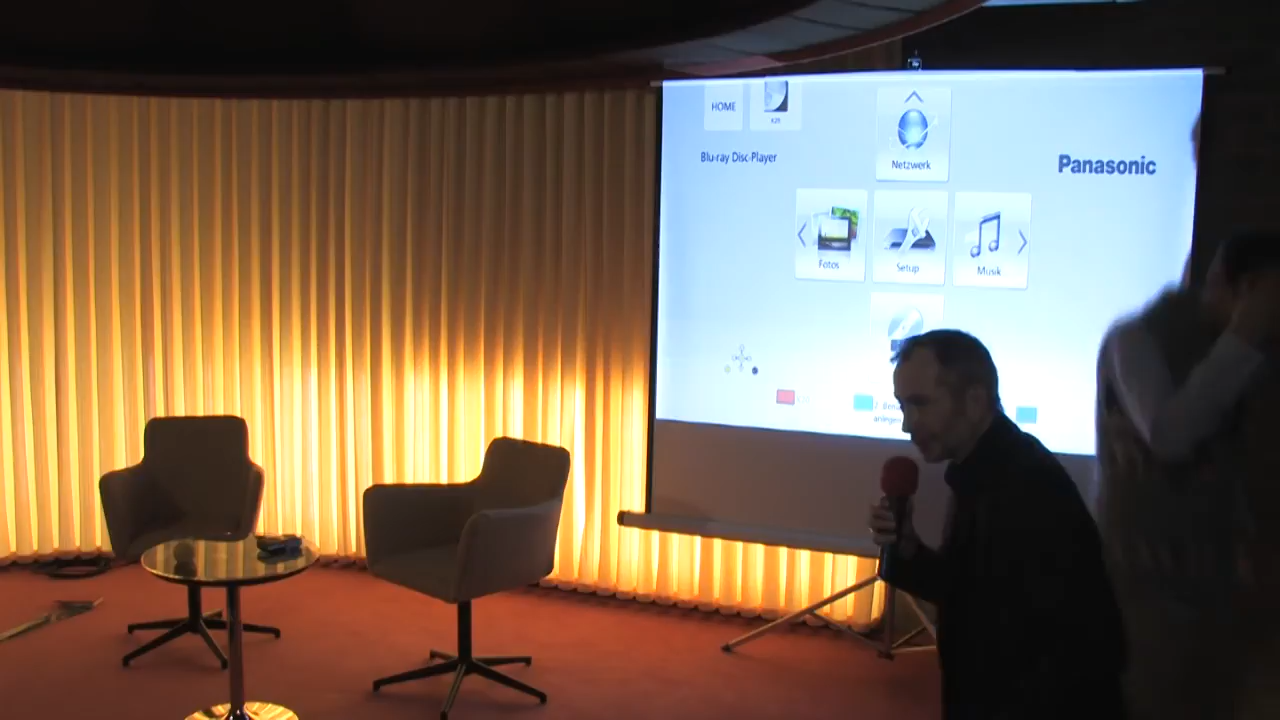 HOME
Netzwerk
Blu-ray Disc-Player
Panasonic
Fotos
Setup
Musik